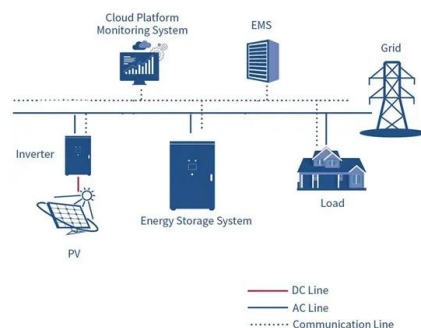 Cloud Platform
Monitoring System
EMS
Grid
Inverter
Energy Storage System
Load
PV
DC Line
AC Line
Communication Line